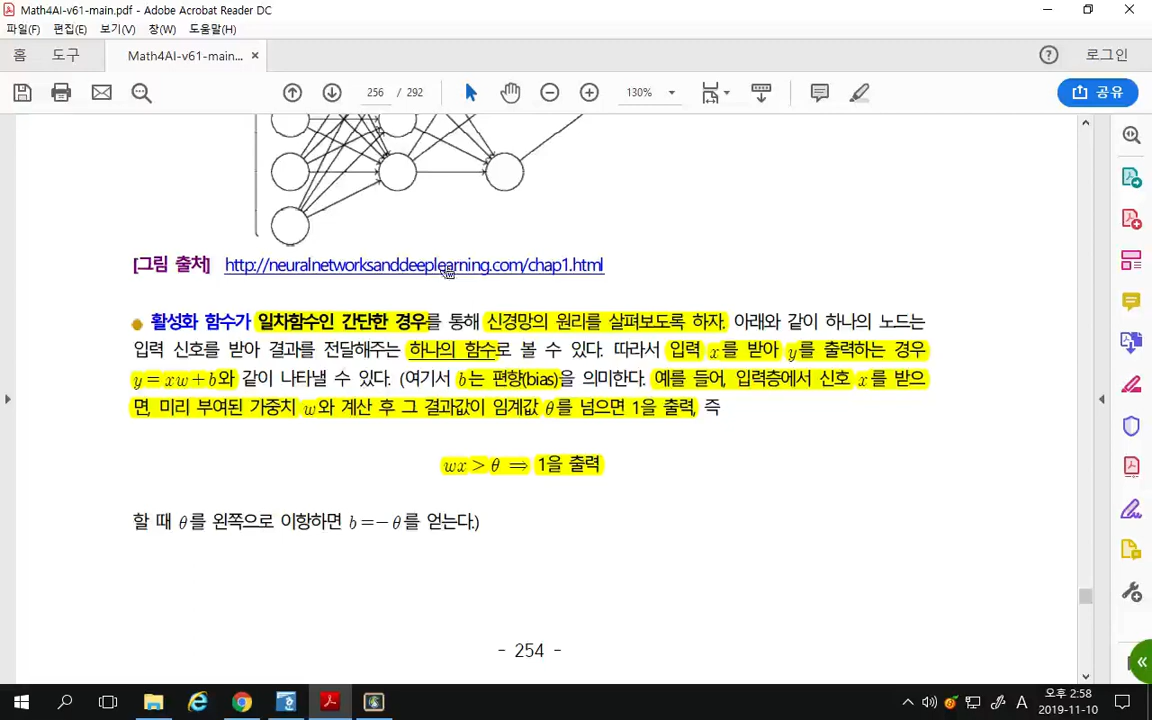 Math4AI-v61-main.pdf - Adobe Acrobat Reader DC
파일(F) 편집(E) 보기(V) 창(W) 도움말(H)
홈 도구 Math4AI-v61-main... × 로그인
256 / 292 130% 공유
[그림 출처] http://neuralnetworksanddeeplearning.com/chap1.html
활성화 함수가 일차함수인 간단한 경우를 통해 신경망의 원리를 살펴보도록 하자. 아래와 같이 하나의 노드는
입력 신호를 받아 결과를 전달해주는 하나의 함수로 볼 수 있다. 따라서 입력 x를 받아 y를 출력하는 경우
y = xw + b와 같이 나타낼 수 있다. (여기서 b는 편향(bias)을 의미한다. 예를 들어, 입력층에서 신호 x를 받으
면, 미리 부여된 가중치 w와 계산 후 그 결과값이 임계값 θ를 넘으면 1을 출력, 즉
wx > θ ⟹ 1을 출력
할 때 θ를 왼쪽으로 이항하면 b = − θ를 얻는다.)
- 254 -
A 오후 2:58
2019-11-10